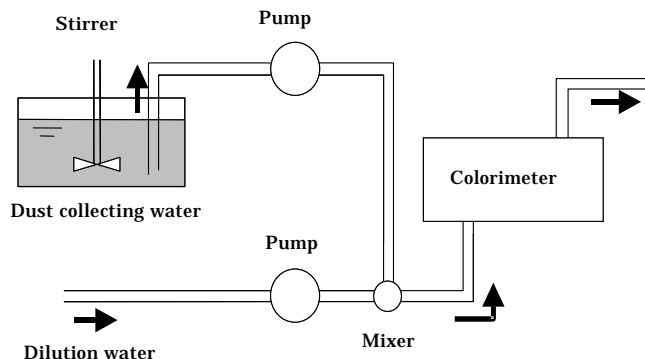 Stirrer
Pump
Colorimeter
Dust collecting water
Pump
Mixer
Dilution water